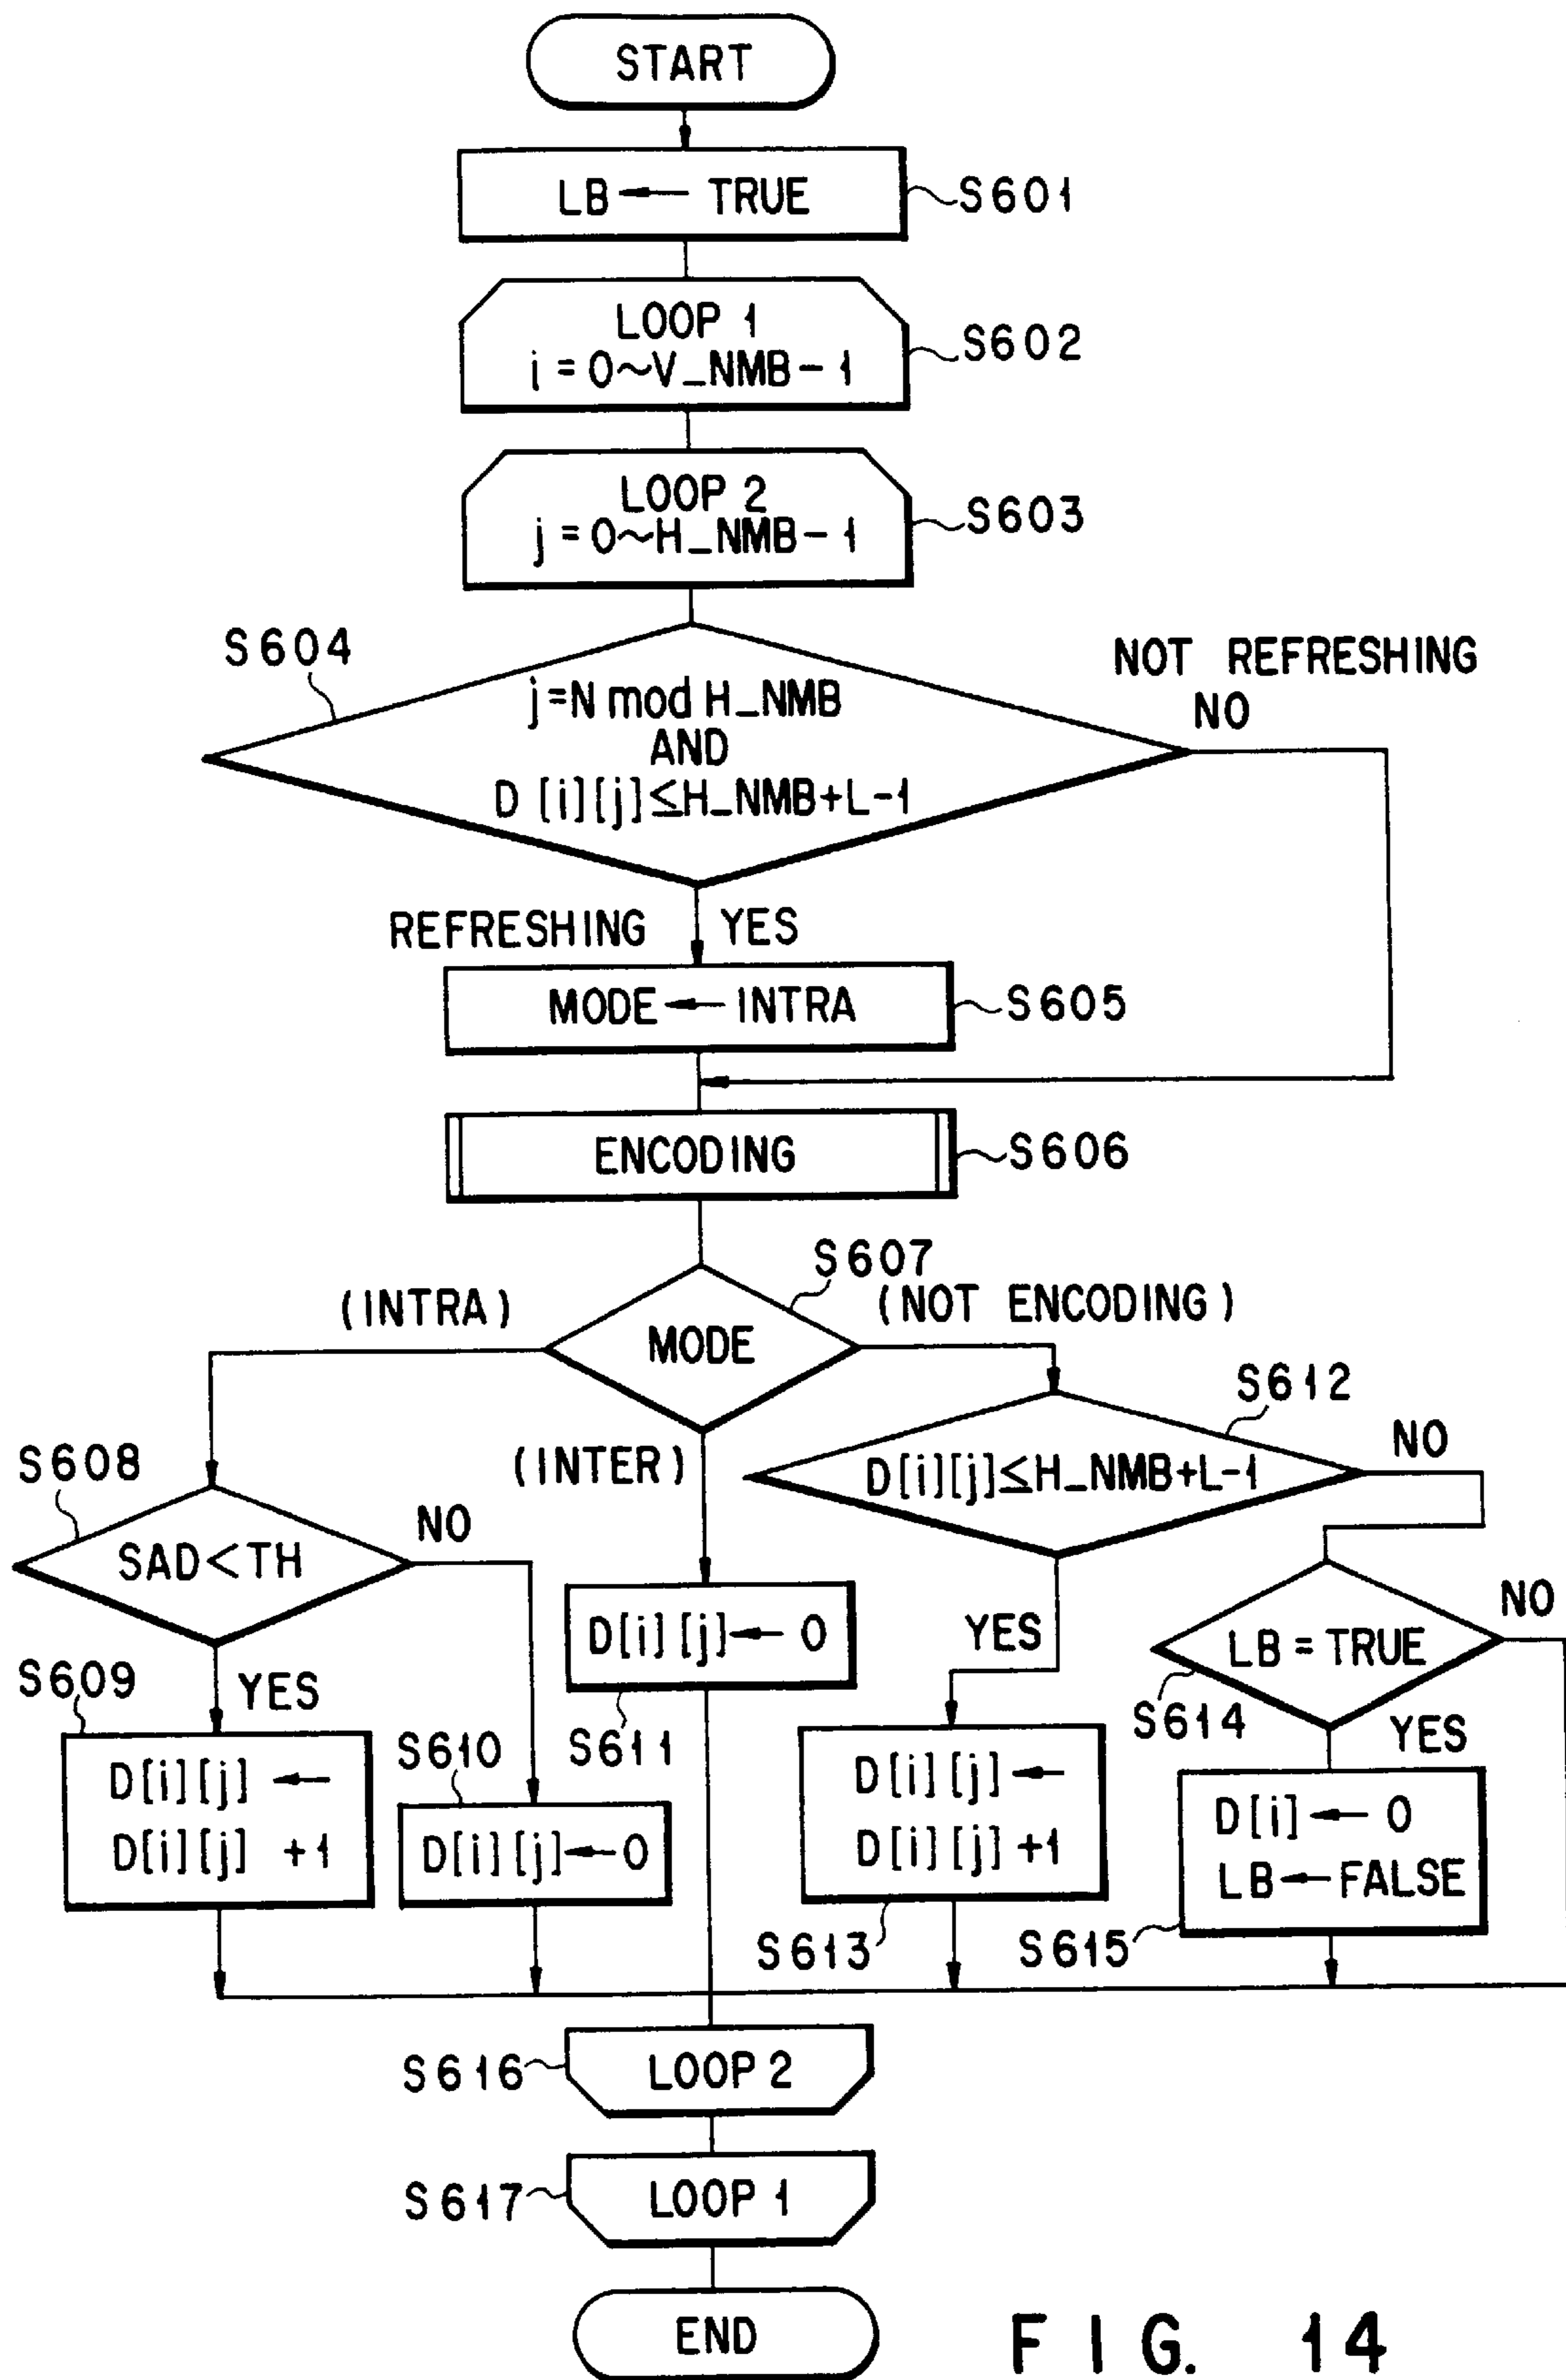 START
LB ← TRUE
S601
LOOP 1
i = 0~V_NMB-1
S602
LOOP 2
j = 0~H_NMB-1
S603
S604
j=N mod H_NMB
AND
D [i][j]≤H_NMB+L-1
NOT REFRESHING
NO
REFRESHING
YES
MODE ← INTRA
S605
ENCODING
S606
S607
(INTRA)
MODE
(NOT ENCODING)
(INTER)
S612
D[i][j]≤H_NMB+L-1
NO
S608
SAD<TH
NO
YES
S609
D[i][j] ←
D[i][j] +1
S610
D[i][j]←0
D[i][j]← 0
S611
YES
D[i][j]←
D[i][j]+1
S613
LB = TRUE
NO
S614
YES
D[i]← 0
LB←FALSE
S615
S616
LOOP 2
S617
LOOP 1
END
FIG. 14